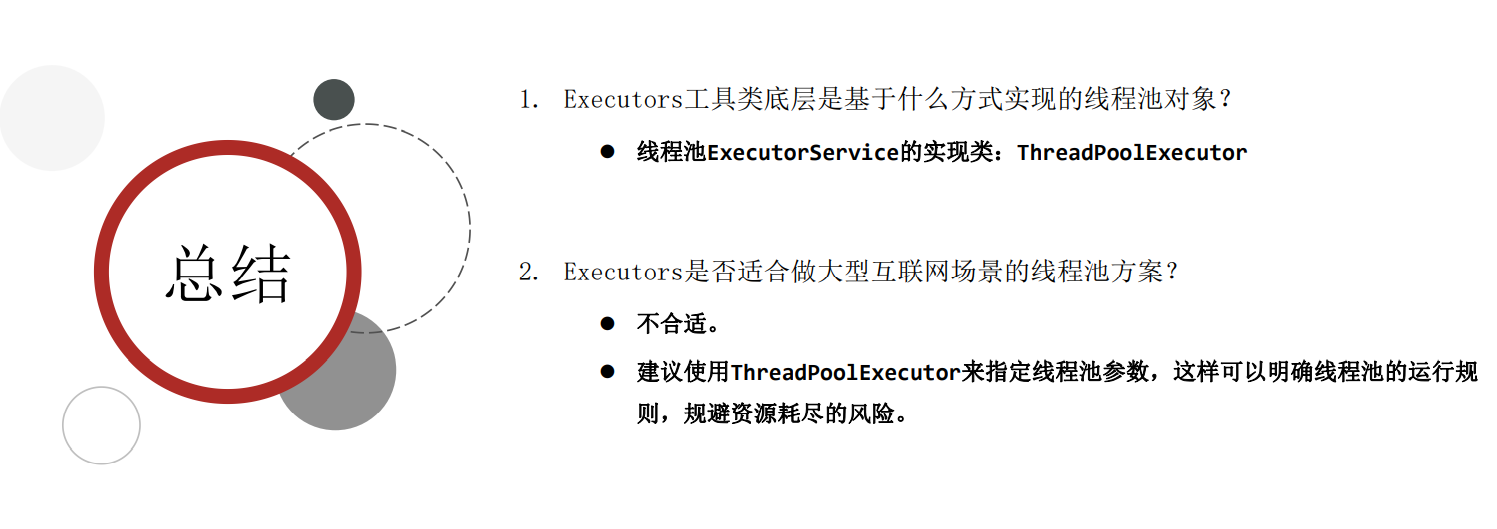 总结
1. Executors工具类底层是基于什么方式实现的线程池对象？
● 线程池ExecutorService的实现类：ThreadPoolExecutor
2. Executors是否适合做大型互联网场景的线程池方案？
● 不合适。
● 建议使用ThreadPoolExecutor来指定线程池参数，这样可以明确线程池的运行规
则，规避资源耗尽的风险。